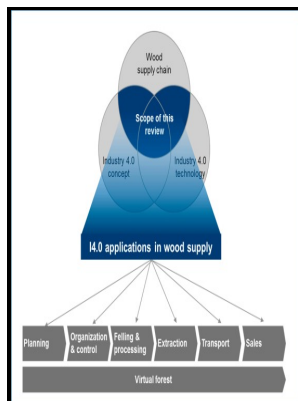 Wood
supply chain
Scope of this
review
Industry 4.0
concept
Industry 4.0
technology
I4.0 applications in wood supply
Planning
Organization
& control
Felling &
processing
Extraction
Transport
Sales
Virtual forest